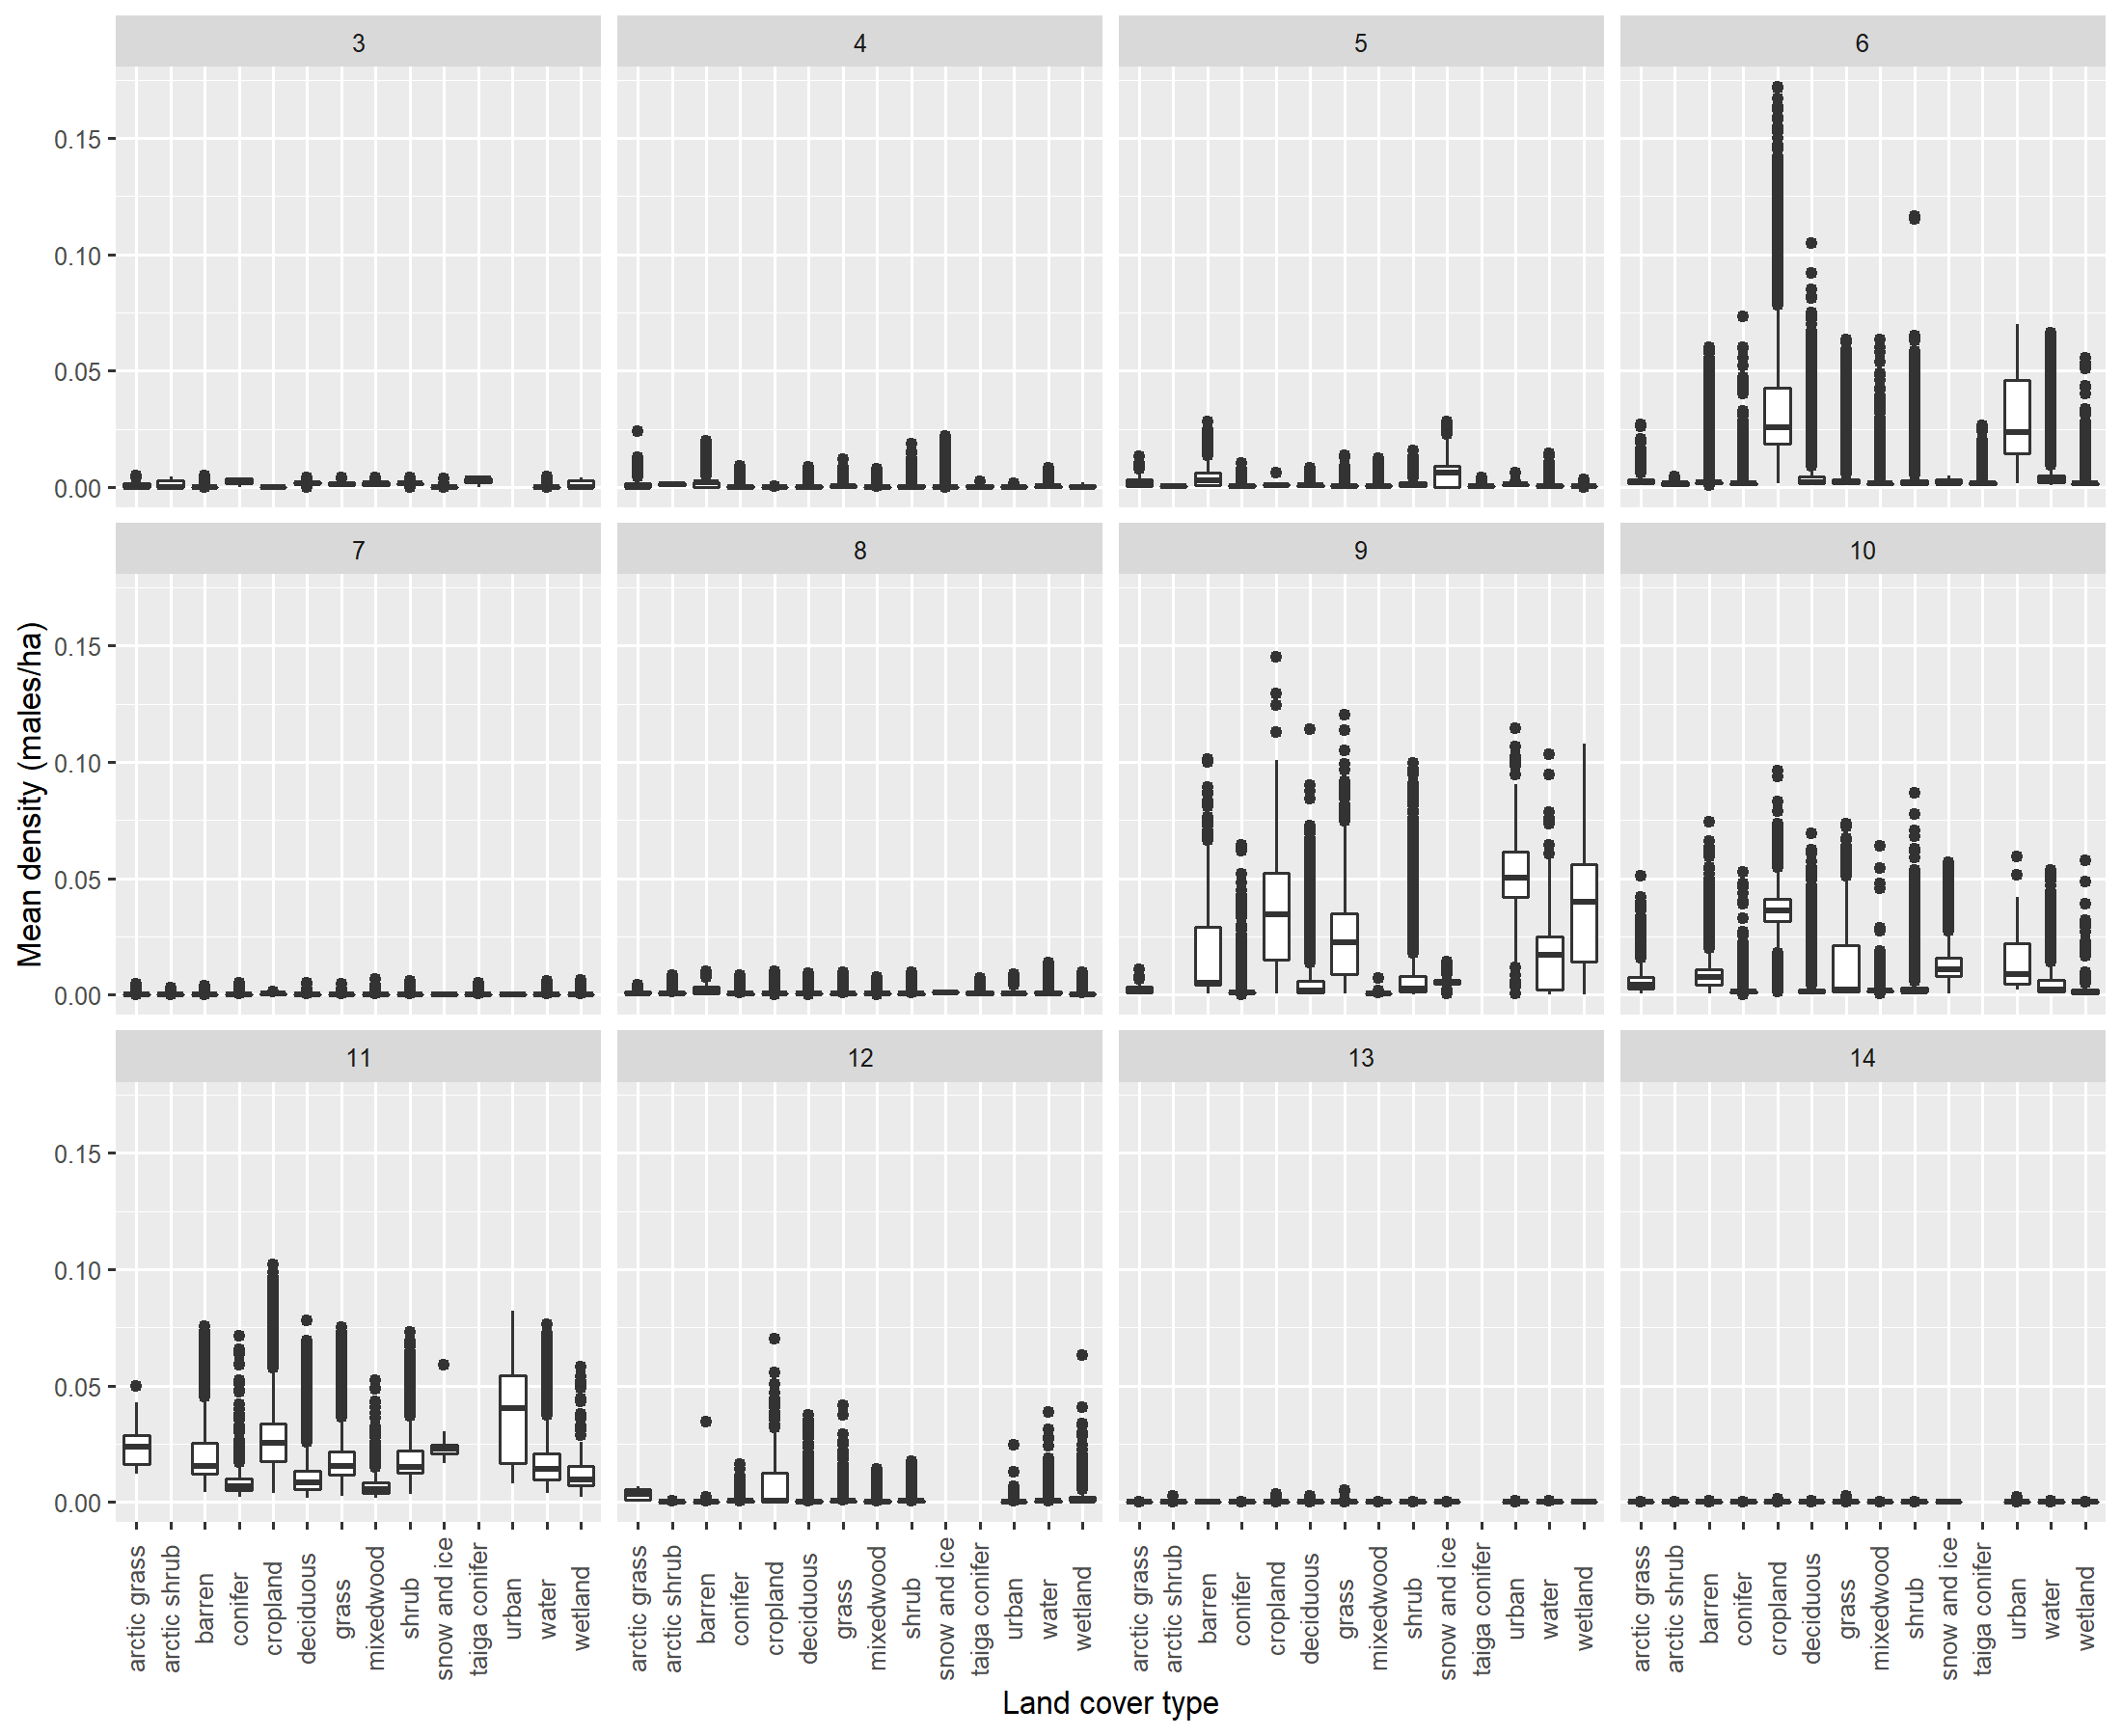 3 4 5 6
0.15
0.10
0.05
0.00
7 8 9 10
0.15
0.10
0.05
0.00
Mean density (males/ha)
11 12 13 14
0.15
0.10
0.05
0.00
arctic grass arctic shrub barren conifer cropland deciduous grass mixedwood shrub snow and ice taiga conifer urban water wetland
arctic grass arctic shrub barren conifer cropland deciduous grass mixedwood shrub snow and ice taiga conifer urban water wetland
arctic grass arctic shrub barren conifer cropland deciduous grass mixedwood shrub snow and ice taiga conifer urban water wetland
arctic grass arctic shrub barren conifer cropland deciduous grass mixedwood shrub snow and ice taiga conifer urban water wetland
Land cover type